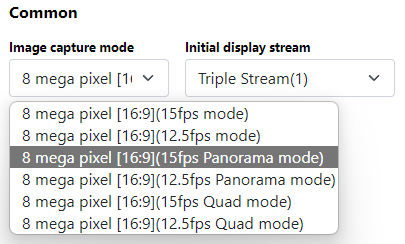 Common
Image capture mode
Initial display stream
8 mega pixel [16
Triple Stream(1)
8 mega pixel [16:9](15fps mode)
8 mega pixel [16:9](12.5fps mode)
8 mega pixel [16:9](15fps Panorama mode)
8 mega pixel [16:9](12.5fps Panorama mode)
8 mega pixel [16:9](15fps Quad mode)
8 mega pixel [16:9](12.5fps Quad mode)